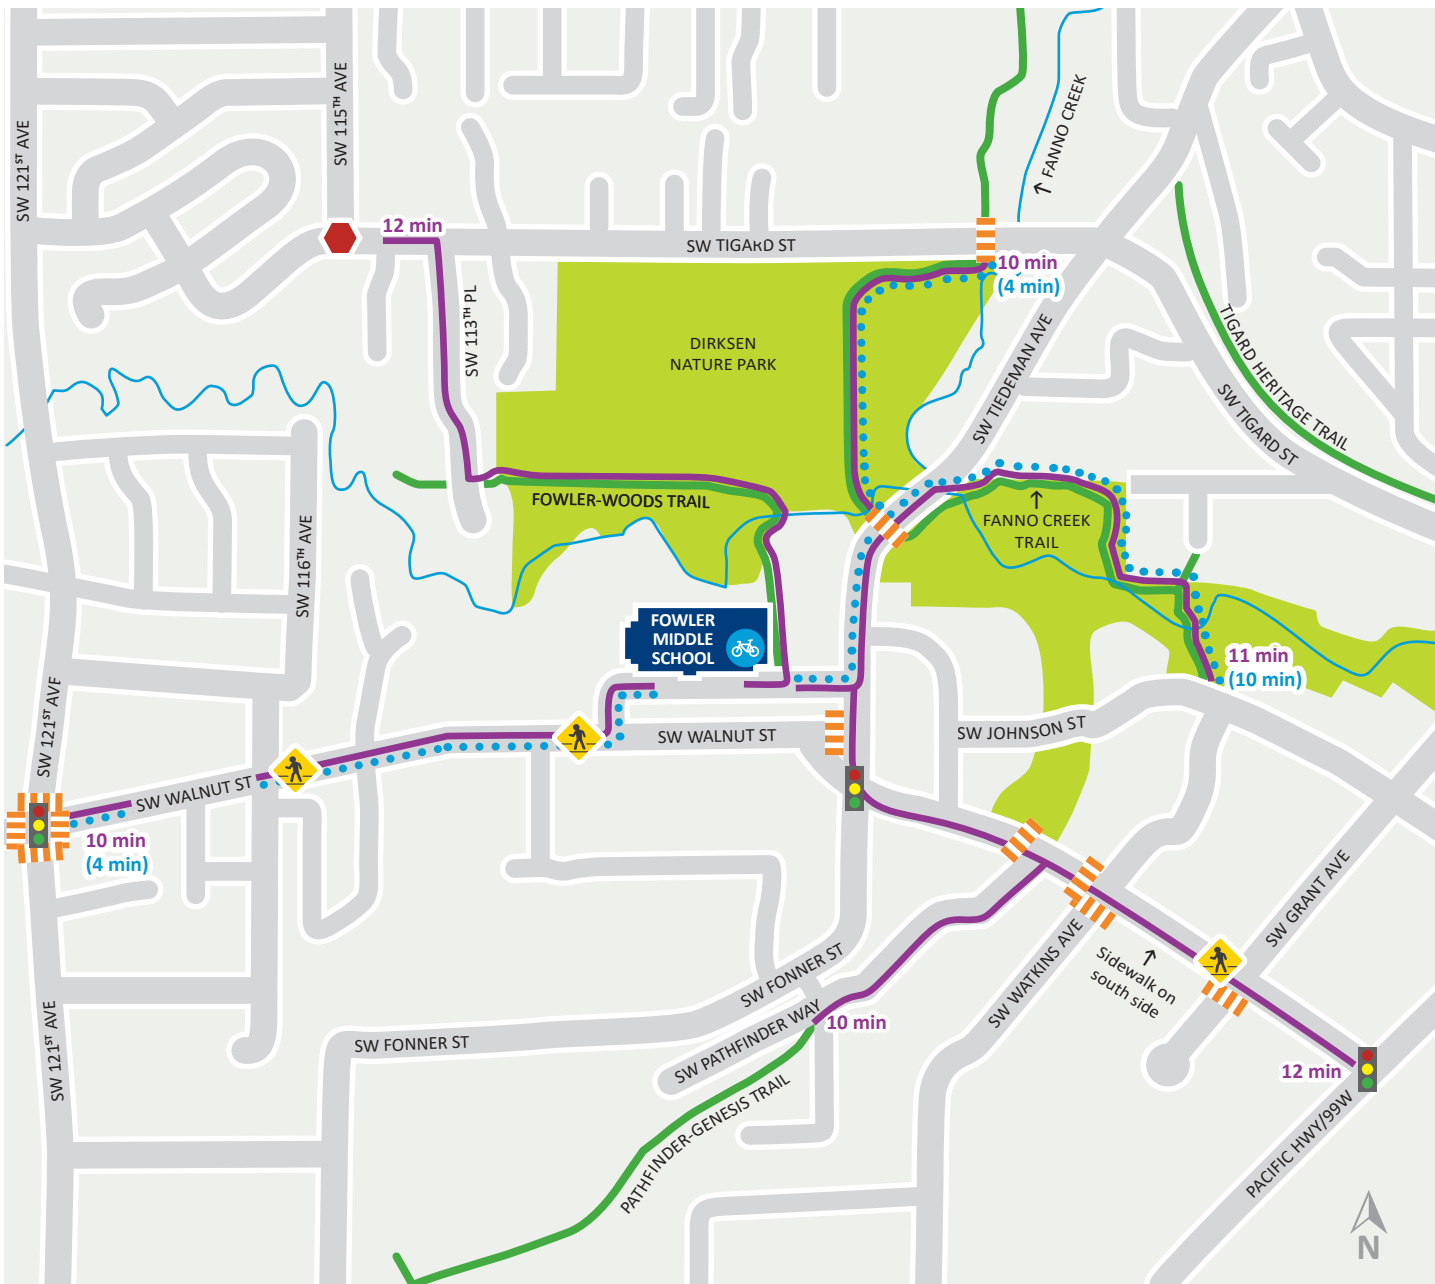 SW 121ST AVE
SW 115TH AVE
↑ FANNO CREEK
12 min
SW TIGARD ST
10 min
(4 min)
SW 113TH PL
DIRKSEN
NATURE PARK
SW TIEDEMAN AVE
TIGARD HERITAGE TRAIL
SW TIGARD ST
FOWLER-WOODS TRAIL
↑
FANNO CREEK
TRAIL
SW 116TH AVE
FOWLER
MIDDLE
SCHOOL
11 min
(10 min)
SW 121ST AVE
SW WALNUT ST
SW JOHNSON ST
SW WALNUT ST
10 min
(4 min)
SW GRANT AVE
SW WATKINS AVE
↑
Sidewalk on
south side
SW FONNER ST
SW PATHFINDER WAY
10 min
SW 121ST AVE
SW FONNER ST
12 min
PATHFINDER-GENESIS TRAIL
PACIFIC HWY/99W
N